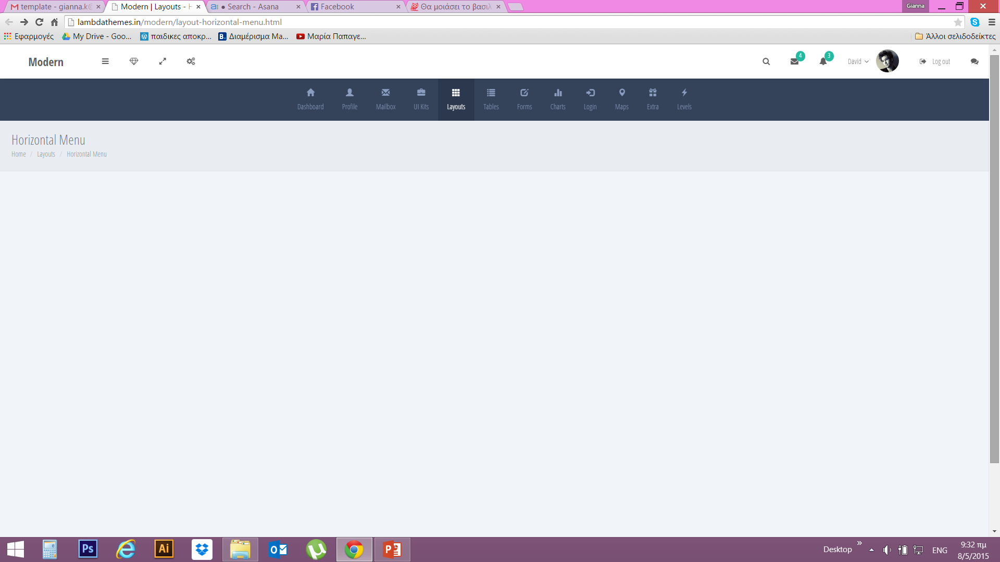 template - gianna.k@
Modern | Layouts - H
Search - Asana
Facebook
Θα μοιάσει το βασιλ
Gianna
lambdathemes.in/modern/layout-horizontal-menu.html
Εφαρμογές
My Drive - Goo...
παιδικες αποκρ...
Διαμέρισμα Ma...
Μαρία Παπαγε...
Άλλοι σελιδοδείκτες
Modern
4
3
David
Log out
Dashboard
Profile
Mailbox
UI Kits
Layouts
Tables
Forms
Charts
Login
Maps
Extra
Levels
Horizontal Menu
Home / Layouts / Horizontal Menu
Ps
Ai
Desktop
ENG
9:32 πμ
8/5/2015